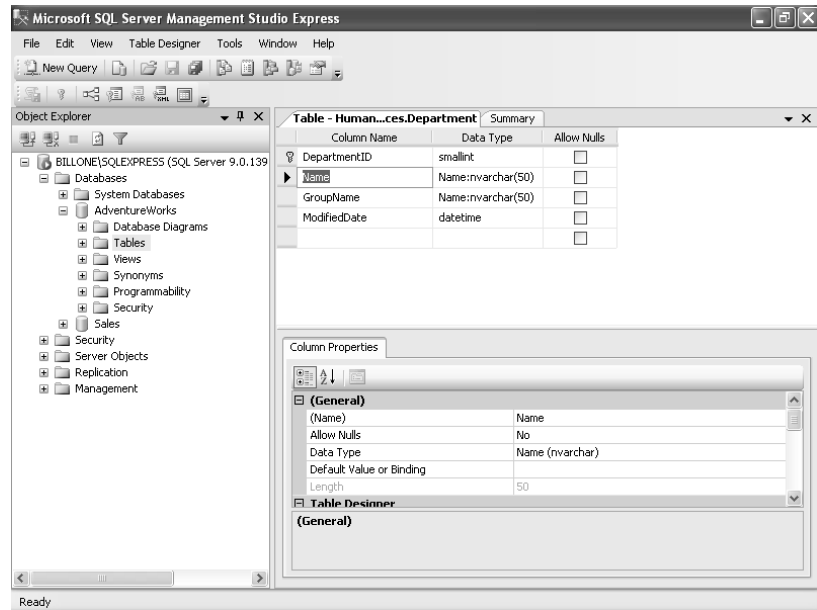 Microsoft SQL Server Management Studio Express
File Edit View Table Designer Tools Window Help
New Query
Object Explorer
BILLONE\SQLEXPRESS (SQL Server 9.0.139
Databases
System Databases
AdventureWorks
Database Diagrams
Tables
Views
Synonyms
Programmability
Security
Sales
Security
Server Objects
Replication
Management
Table - Human...ces.Department Summary
Column Name Data Type Allow Nulls
DepartmentID smallint
Name Name:nvarchar(50)
GroupName Name:nvarchar(50)
ModifiedDate datetime
Column Properties
(General)
(Name) Name
Allow Nulls No
Data Type Name (nvarchar)
Default Value or Binding
Length 50
Table Designer
(General)
Ready